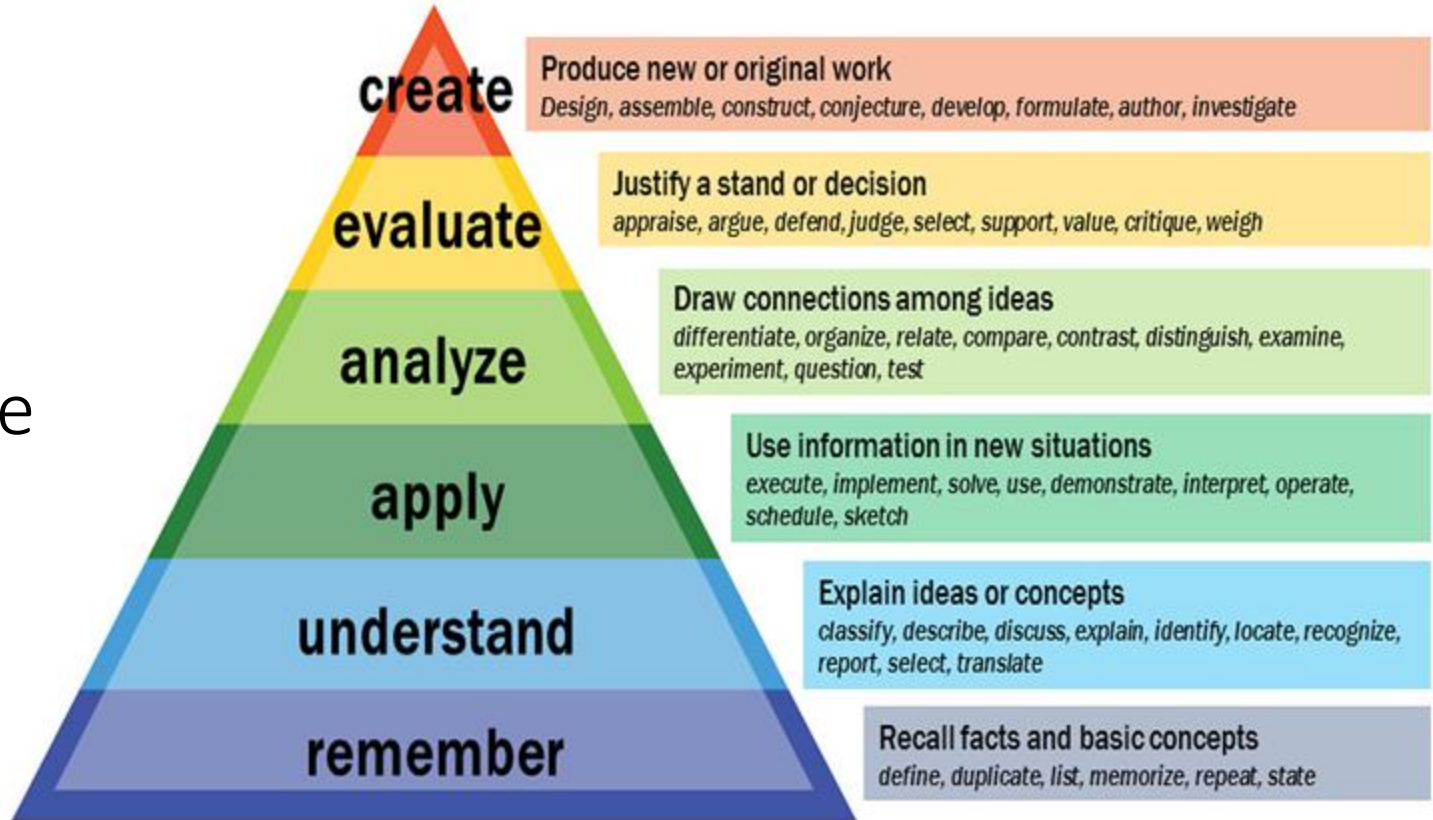 create
Produce new or original work
Design, assemble, construct, conjecture, develop, formulate, author, investigate
evaluate
Justify a stand or decision
appraise, argue, defend, judge, select, support, value, critique, weigh
analyze
Draw connections among ideas
differentiate, organize, relate, compare, contrast, distinguish, examine,
experiment, question, test
e
apply
Use information in new situations
execute, implement, solve, use, demonstrate, interpret, operate,
schedule, sketch
understand
Explain ideas or concepts
classify, describe, discuss, explain, identify, locate, recognize,
report, select, translate
remember
Recall facts and basic concepts
define, duplicate, list, memorize, repeat, state